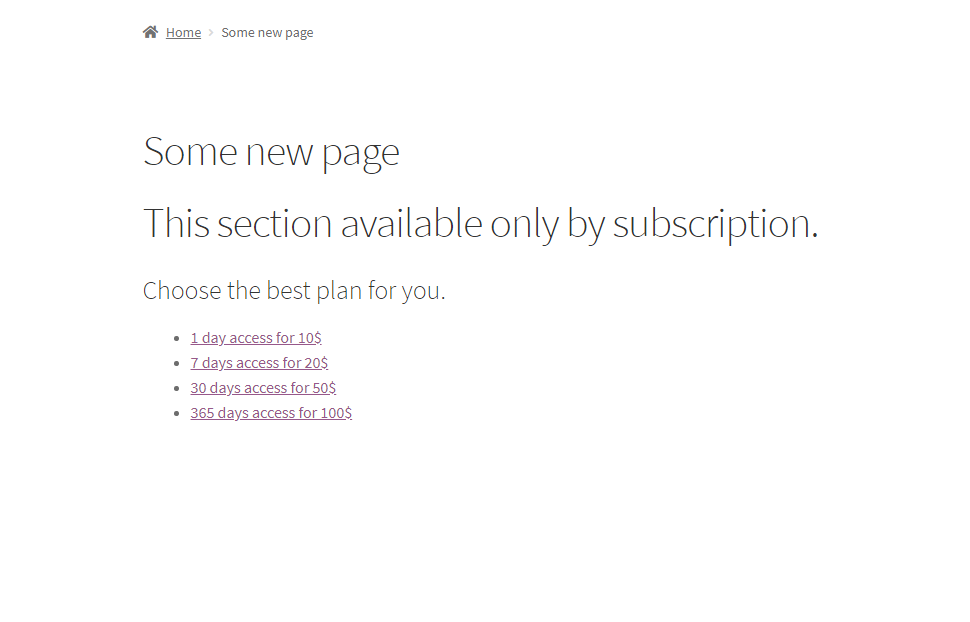 Home > Some new page
Some new page
This section available only by subscription.
Choose the best plan for you.
1 day access for 10$
7 days access for 20$
30 days access for 50$
365 days access for 100$